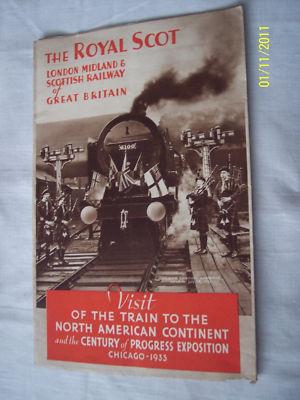 THE ROYAL SCOT
LONDON MIDLAND &
SCOTTISH RAILWAY
of
GREAT BRITAIN
6100
Visit
OF THE TRAIN TO THE
NORTH AMERICAN CONTINENT
and the CENTURY of PROGRESS EXPOSITION
CHICAGO-1933
01/11/2011